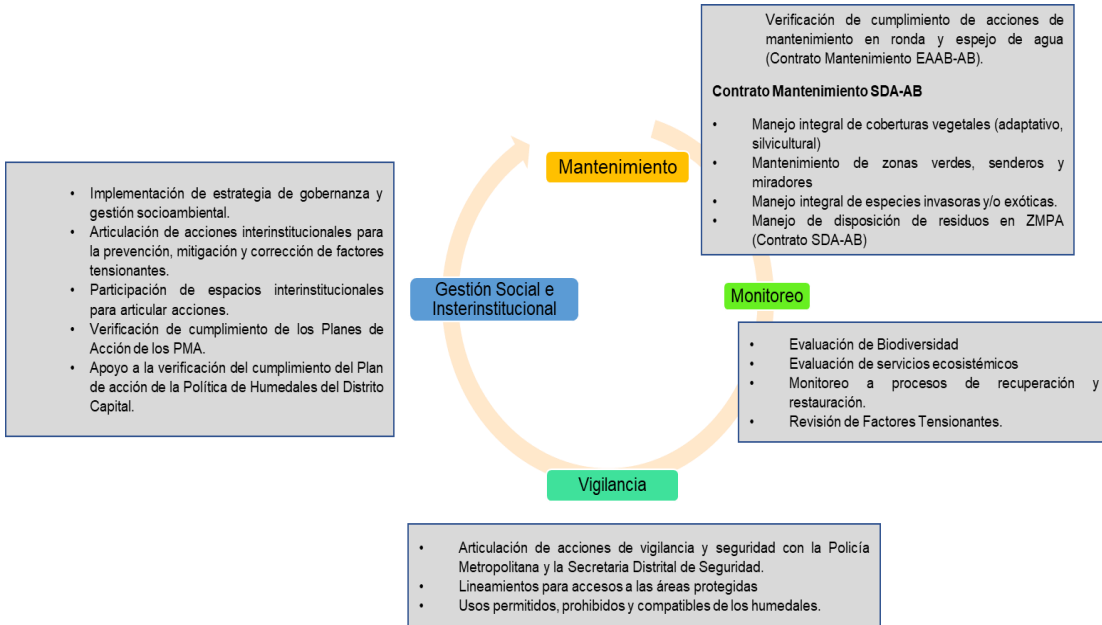 Verificación de cumplimiento de acciones de
mantenimiento en ronda y espejo de agua
(Contrato Mantenimiento EAAB-AB).
Contrato Mantenimiento SDA-AB
• Manejo integral de coberturas vegetales (adaptativo,
silvicultural)
• Mantenimiento de zonas verdes, senderos y
miradores
• Manejo integral de especies invasoras y/o exóticas.
• Manejo de disposición de residuos en ZMPA
(Contrato SDA-AB)
Mantenimiento
• Implementación de estrategia de gobernanza y
gestión socioambiental.
• Articulación de acciones interinstitucionales para
la prevención, mitigación y corrección de factores
tensionantes.
• Participación de espacios interinstitucionales
para articular acciones.
• Verificación de cumplimiento de los Planes de
Acción de los PMA.
• Apoyo a la verificación del cumplimiento del Plan
de acción de la Política de Humedales del Distrito
Capital.
Gestión Social e
Insterinstitucional
Monitoreo
• Evaluación de Biodiversidad
• Evaluación de servicios ecosistémicos
• Monitoreo a procesos de recuperación y
restauración.
• Revisión de Factores Tensionantes.
Vigilancia
• Articulación de acciones de vigilancia y seguridad con la Policía
Metropolitana y la Secretaria Distrital de Seguridad.
• Lineamientos para accesos a las áreas protegidas
• Usos permitidos, prohibidos y compatibles de los humedales.